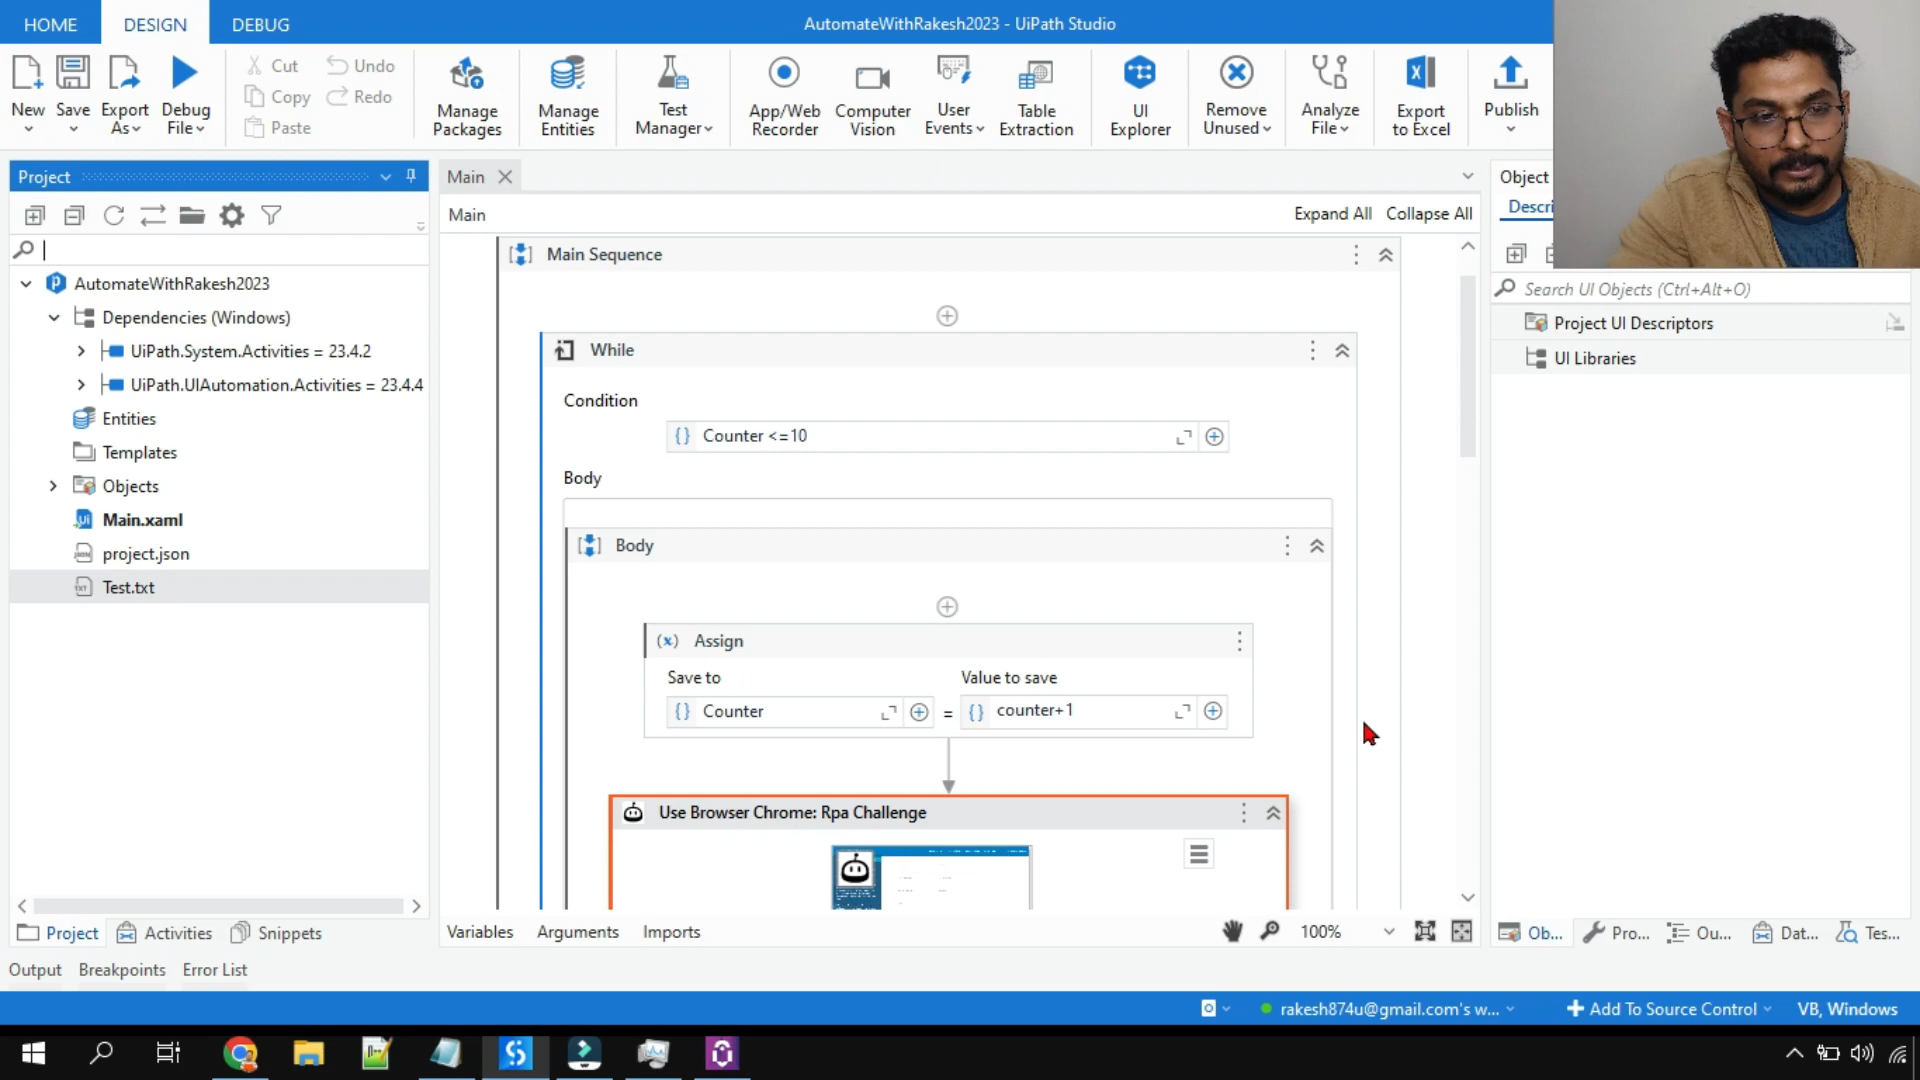 HOME DESIGN DEBUG
AutomateWithRakesh2023 - UiPath Studio
New Save Export As Debug File
Cut Undo
Copy Redo
Paste
Manage Packages
Manage Entities
Test Manager
App/Web Recorder
Computer Vision
User Events
Table Extraction
UI Explorer
Remove Unused
Analyze File
Export to Excel
Publish
Project
Main
Object
Descri
Main
Expand All Collapse All
AutomateWithRakesh2023
Dependencies (Windows)
UiPath.System.Activities = 23.4.2
UiPath.UIAutomation.Activities = 23.4.4
Entities
Templates
Objects
Main.xaml
project.json
Test.txt
Main Sequence
While
Condition
Counter <=10
Body
Body
Assign
Save to Value to save
Counter = counter+1
Use Browser Chrome: Rpa Challenge
Search UI Objects (Ctrl+Alt+O)
Project UI Descriptors
UI Libraries
Project Activities Snippets
Variables Arguments Imports
100%
Ob... Pro... Ou... Dat... Tes...
Output Breakpoints Error List
rakesh874u@gmail.com's w... Add To Source Control VB, Windows